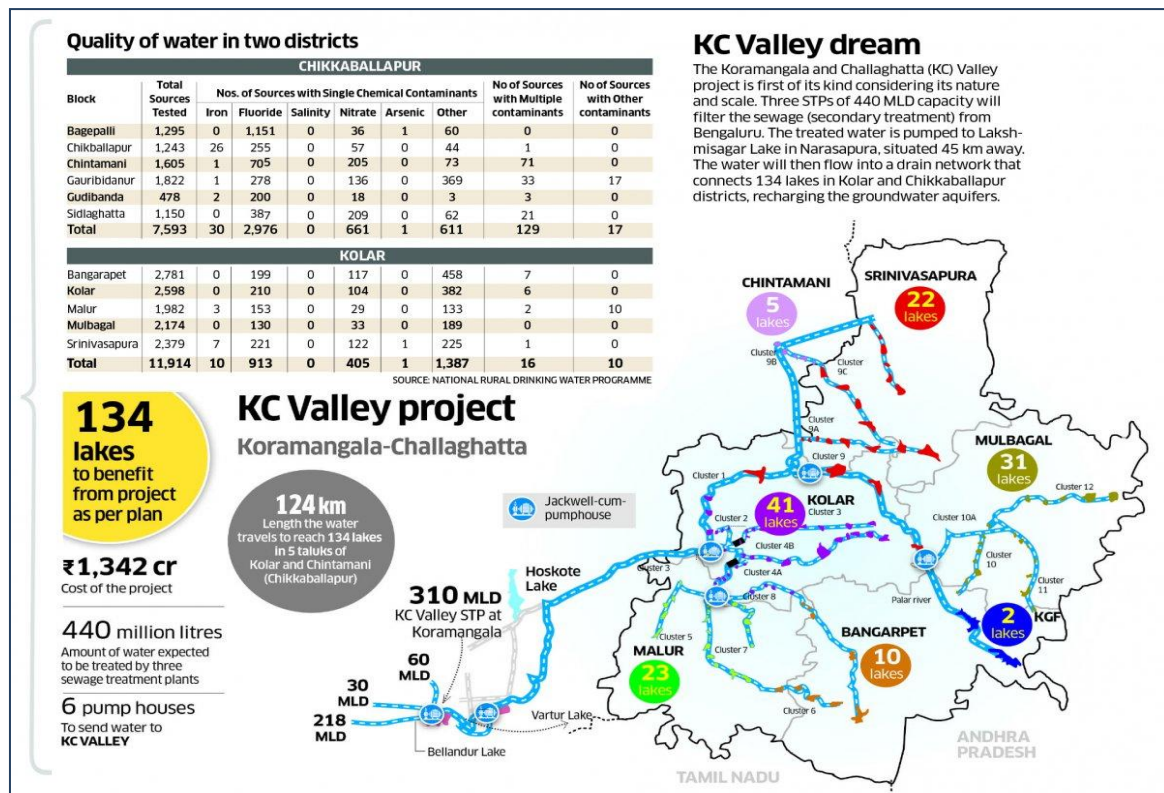 Quality of water in two districts
CHIKKABALLAPUR
Block Total Sources Tested Nos. of Sources with Single Chemical Contaminants No of Sources with Multiple contaminants No of Sources with Other contaminants
Iron Fluoride Salinity Nitrate Arsenic Other
Bagepalli 1,295 0 1,151 0 36 1 60 0 0
Chikballapur 1,243 26 255 0 57 0 44 1 0
Chintamani 1,605 1 705 0 205 0 73 71 0
Gauribidanur 1,822 1 278 0 136 0 369 33 17
Gudibanda 478 2 200 0 18 0 3 3 0
Sidlaghatta 1,150 0 387 0 209 0 62 21 0
Total 7,593 30 2,976 0 661 1 611 129 17
KOLAR
Bangarapet 2,781 0 199 0 117 0 458 7 0
Kolar 2,598 0 210 0 104 0 382 6 0
Malur 1,982 3 153 0 29 0 133 2 10
Mulbagal 2,174 0 130 0 33 0 189 0 0
Srinivasapura 2,379 7 221 0 122 1 225 1 0
Total 11,914 10 913 0 405 1 1,387 16 10
SOURCE: NATIONAL RURAL DRINKING WATER PROGRAMME
KC Valley dream
The Koramangala and Challaghatta (KC) Valley
project is first of its kind considering its nature
and scale. Three STPs of 440 MLD capacity will
filter the sewage (secondary treatment) from
Bengaluru. The treated water is pumped to Laksh-
misagar Lake in Narasapura, situated 45 km away.
The water will then flow into a drain network that
connects 134 lakes in Kolar and Chikkaballapur
districts, recharging the groundwater aquifers.
134
lakes
to benefit
from project
as per plan
₹1,342 cr
Cost of the project
440 million litres
Amount of water expected
to be treated by three
sewage treatment plants
6 pump houses
To send water to
KC VALLEY
KC Valley project
Koramangala-Challaghatta
124 km
Length the water
travels to reach 134 lakes
in 5 taluks of
Kolar and Chintamani
(Chikkaballapur)
Jackwell-cum-
pumphouse
Hoskote
Lake
310 MLD
KC Valley STP at
Koramangala
60
MLD
30
MLD
218
MLD
Bellandur Lake
Vartur Lake
CHINTAMANI
5
lakes
SRINIVASAPURA
22
lakes
Cluster
9B
Cluster
9C
Cluster
9A
Cluster 9
Cluster 1
MULBAGAL
31
lakes
Cluster 12
41
lakes
KOLAR
Cluster 3
Cluster 2
Cluster 4B
Cluster 3
Cluster 4A
Cluster 8
Cluster 10A
Cluster
10
Cluster
11
Palar river
KGF
2
lakes
Cluster 5
Cluster 7
MALUR
23
lakes
BANGARPET
10
lakes
Cluster 6
TAMIL NADU
ANDHRA
PRADESH